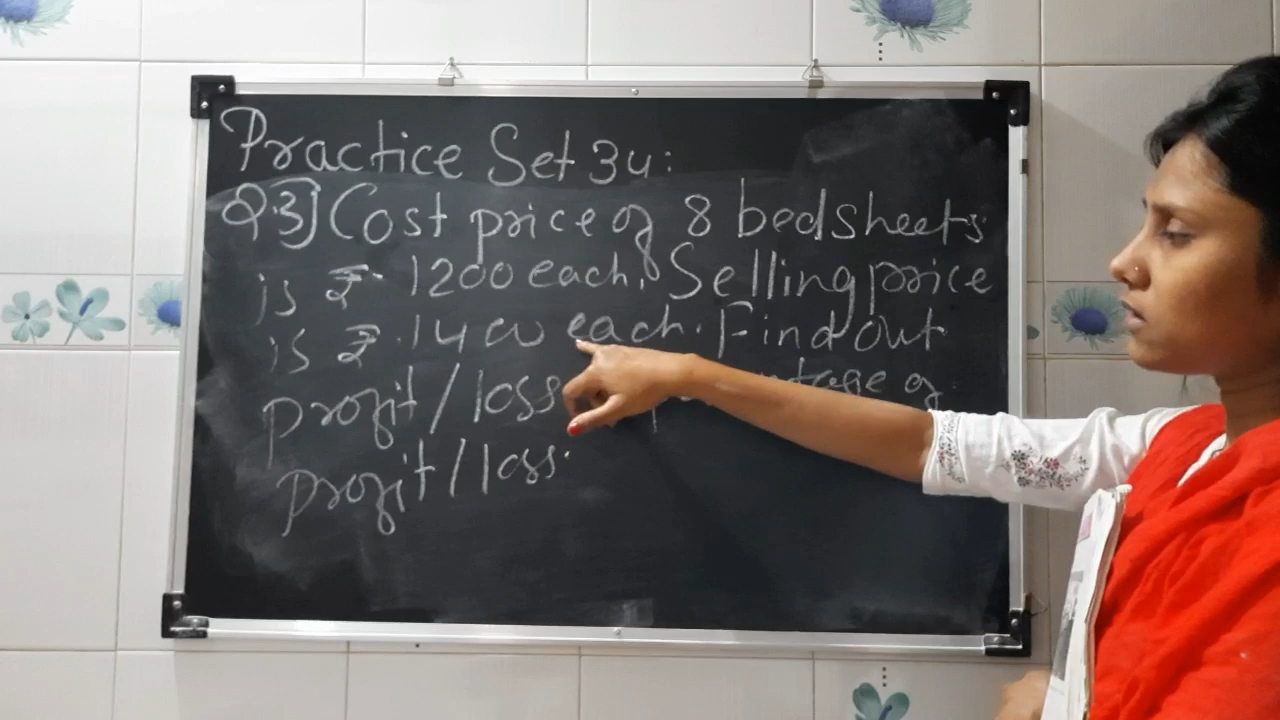 Practice Set 34:
Q.3] Cost price of 8 bedsheets
is ₹ 1200 each. Selling price
is ₹ 1400 each. Find out
profit/loss of
profit/loss.